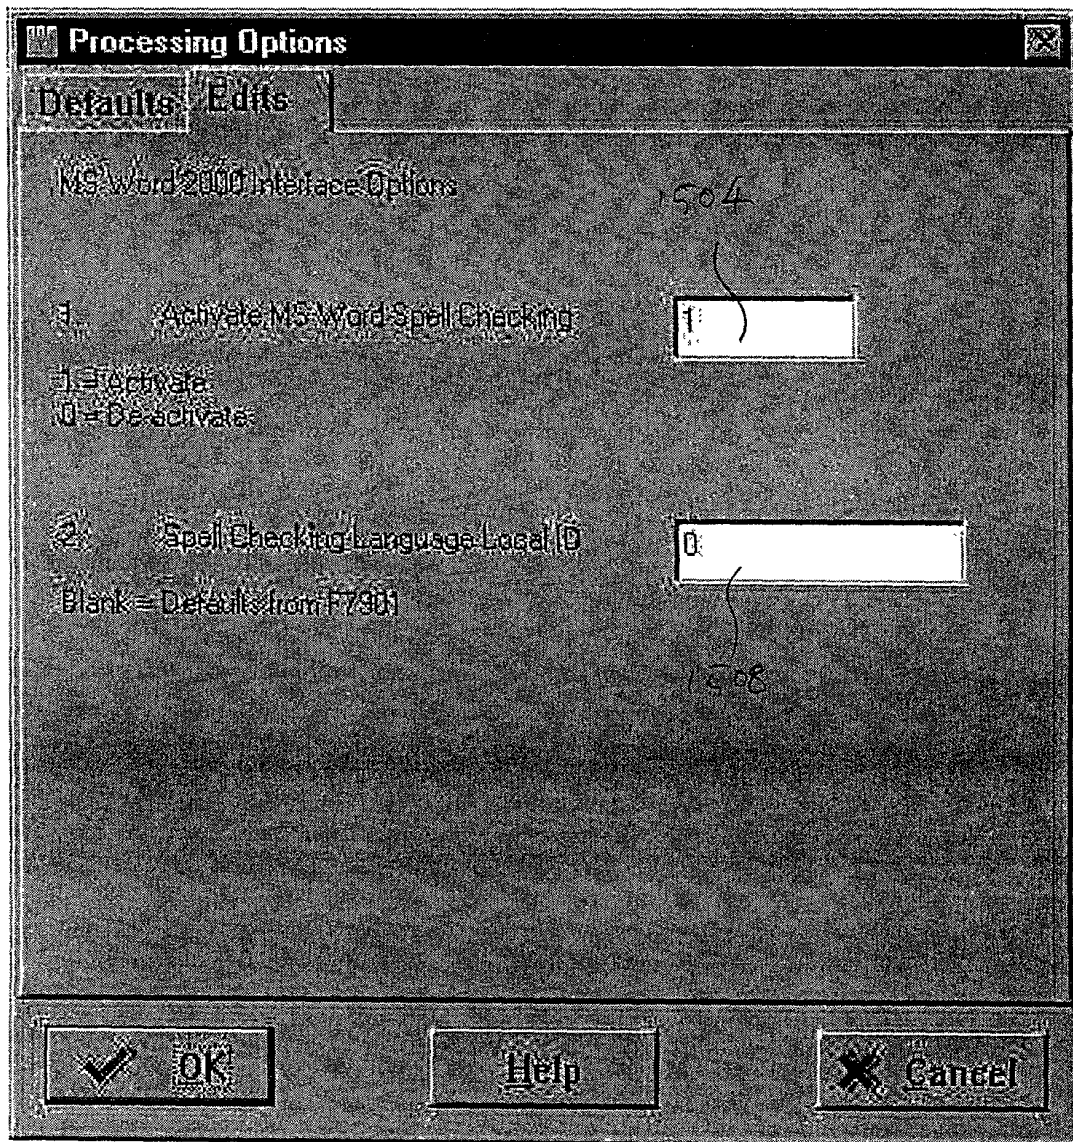 Processing Options
Defaults Edits
MS Word 2000 Interface Options
1504
1. Activate MS Word Spell Checking 1
1 = Activate
0 = De-activate
2. Spell Checking Language Local ID 0
Blank = Defaults from F7901
1508
OK Help Cancel